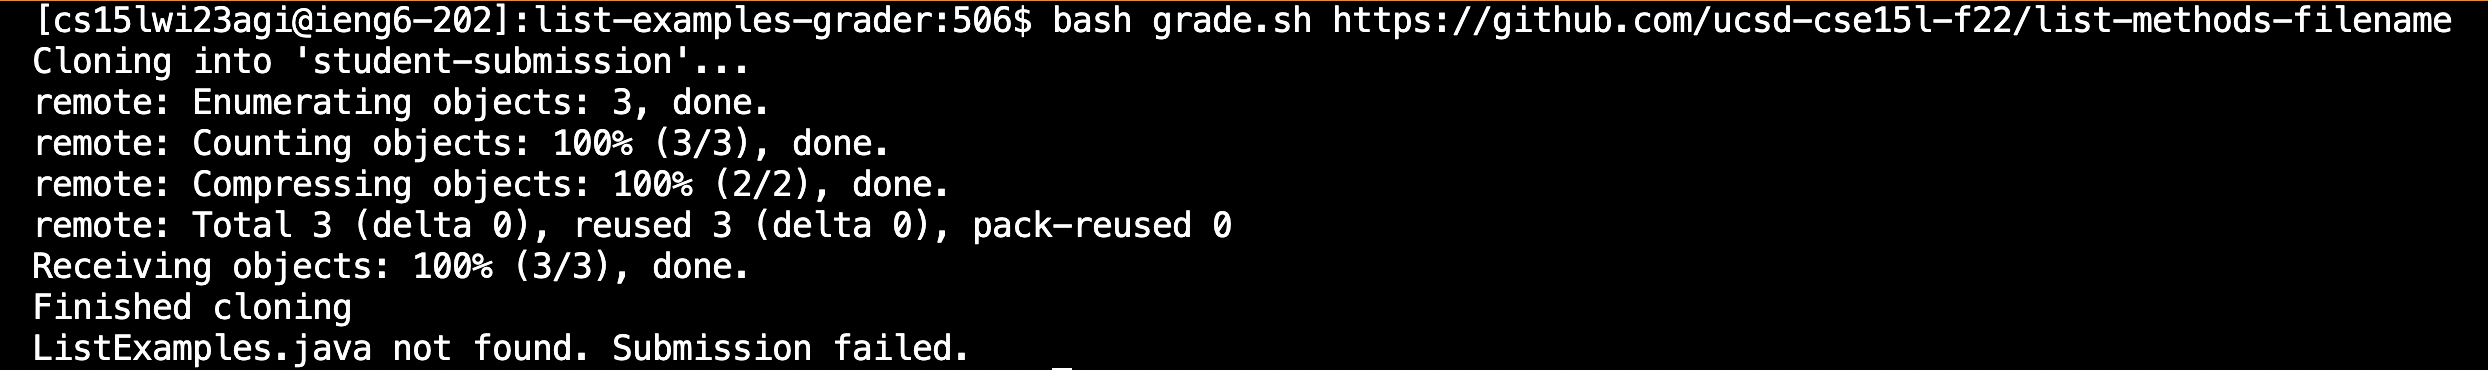 [cs15lwi23agi@ieng6-202]:list-examples-grader:506$ bash grade.sh https://github.com/ucsd-cse15l-f22/list-methods-filename
Cloning into 'student-submission'...
remote: Enumerating objects: 3, done.
remote: Counting objects: 100% (3/3), done.
remote: Compressing objects: 100% (2/2), done.
remote: Total 3 (delta 0), reused 3 (delta 0), pack-reused 0
Receiving objects: 100% (3/3), done.
Finished cloning
ListExamples.java not found. Submission failed.